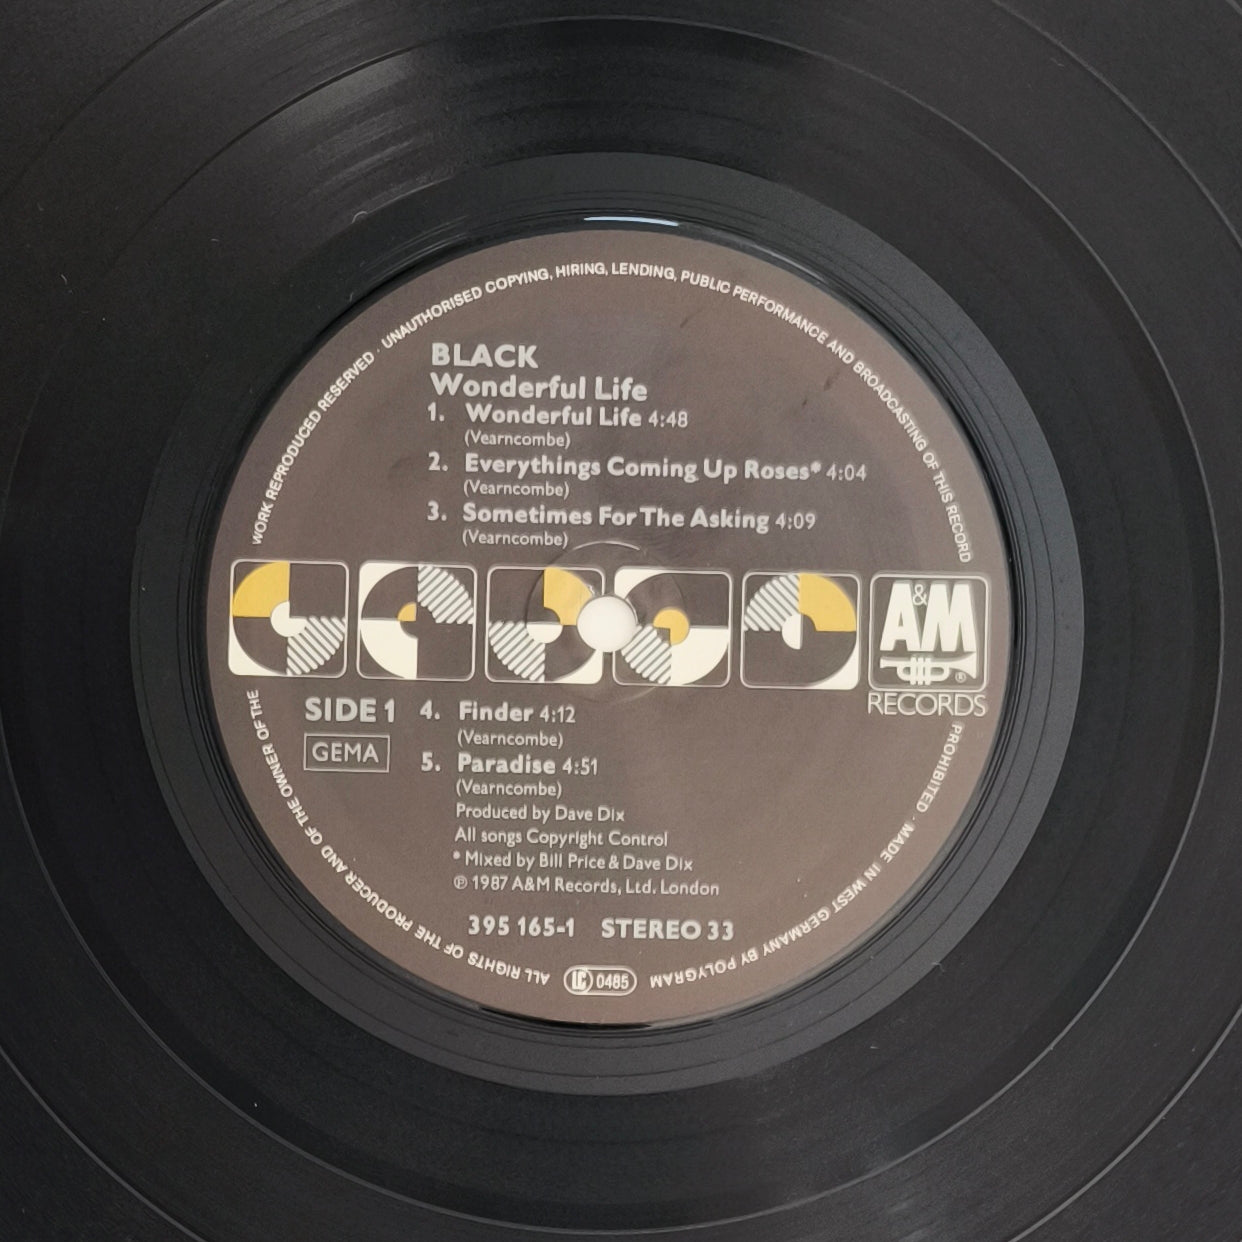 WORK REPRODUCED RESERVED · UNAUTHORISED COPYING, HIRING, LENDING, PUBLIC PERFORMANCE AND BROADCASTING OF THIS RECORD
BLACK
Wonderful Life
1. Wonderful Life 4:48
(Vearncombe)
2. Everythings Coming Up Roses* 4:04
(Vearncombe)
3. Sometimes For The Asking 4:09
(Vearncombe)
A&M
®
RECORDS
SIDE 1
GEMA
4. Finder 4:12
(Vearncombe)
5. Paradise 4:51
(Vearncombe)
Produced by Dave Dix
All songs Copyright Control
* Mixed by Bill Price & Dave Dix
℗ 1987 A&M Records, Ltd. London
395 165-1 STEREO 33
PROHIBITED · MADE IN WEST GERMANY BY POLYGRAM
LC 0485
ALL RIGHTS OF THE PRODUCER AND OF THE OWNER OF THE